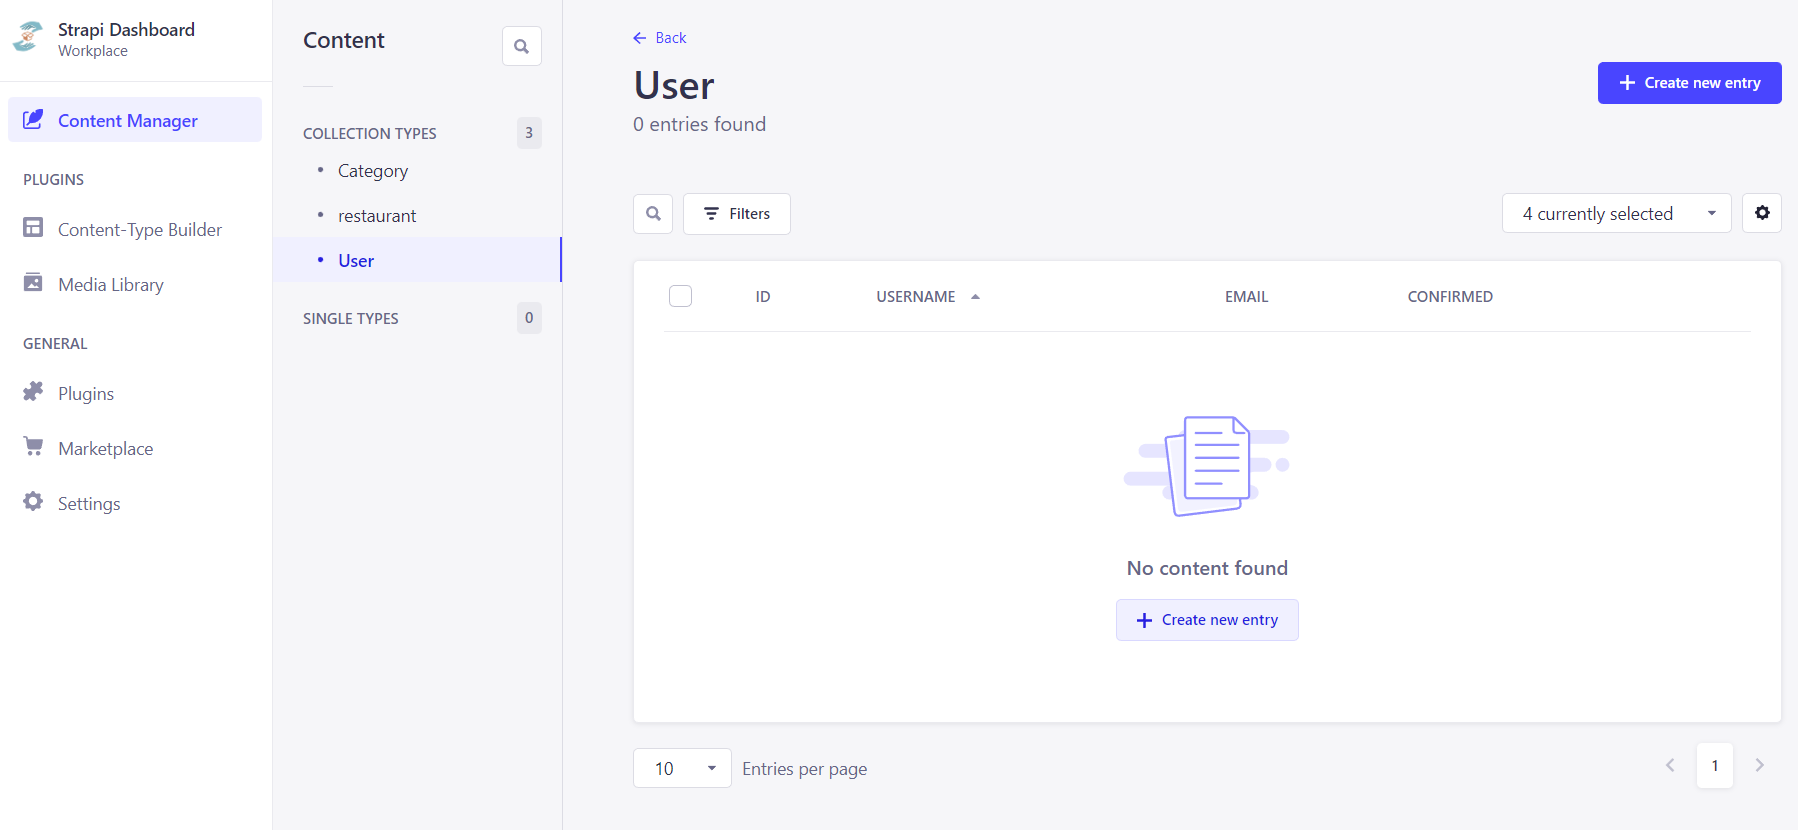 Strapi Dashboard
Workplace
Content Manager
PLUGINS
Content-Type Builder
Media Library
GENERAL
Plugins
Marketplace
Settings
Content
COLLECTION TYPES 3
Category
restaurant
User
SINGLE TYPES 0
Back
User
0 entries found
Create new entry
Filters
4 currently selected
ID USERNAME EMAIL CONFIRMED
No content found
Create new entry
10 Entries per page
1